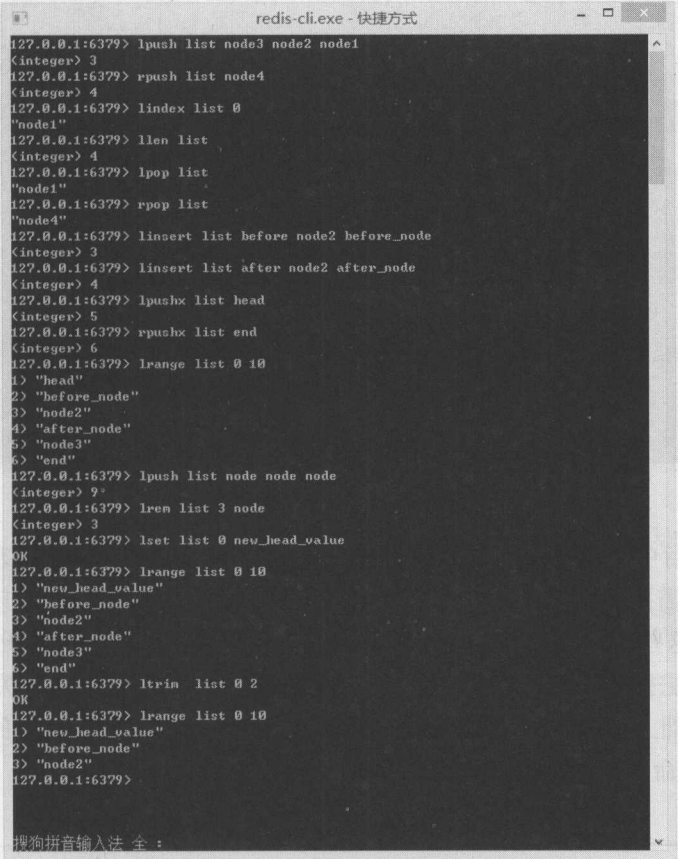 redis-cli.exe - 快捷方式
127.0.0.1:6379> lpush list node3 node2 node1
(integer) 3
127.0.0.1:6379> rpush list node4
(integer) 4
127.0.0.1:6379> lindex list 0
"node1"
127.0.0.1:6379> llen list
(integer) 4
127.0.0.1:6379> lpop list
"node1"
127.0.0.1:6379> rpop list
"node4"
127.0.0.1:6379> linsert list before node2 before_node
(integer) 3
127.0.0.1:6379> linsert list after node2 after_node
(integer) 4
127.0.0.1:6379> lpushx list head
(integer) 5
127.0.0.1:6379> rpushx list end
(integer) 6
127.0.0.1:6379> lrange list 0 10
1) "head"
2) "before_node"
3) "node2"
4) "after_node"
5) "node3"
6) "end"
127.0.0.1:6379> lpush list node node node
(integer) 9
127.0.0.1:6379> lrem list 3 node
(integer) 3
127.0.0.1:6379> lset list 0 new_head_value
OK
127.0.0.1:6379> lrange list 0 10
1) "new_head_value"
2) "before_node"
3) "node2"
4) "after_node"
5) "node3"
6) "end"
127.0.0.1:6379> ltrim  list 0 2
OK
127.0.0.1:6379> lrange list 0 10
1) "new_head_value"
2) "before_node"
3) "node2"
127.0.0.1:6379>
搜狗拼音输入法 全 :